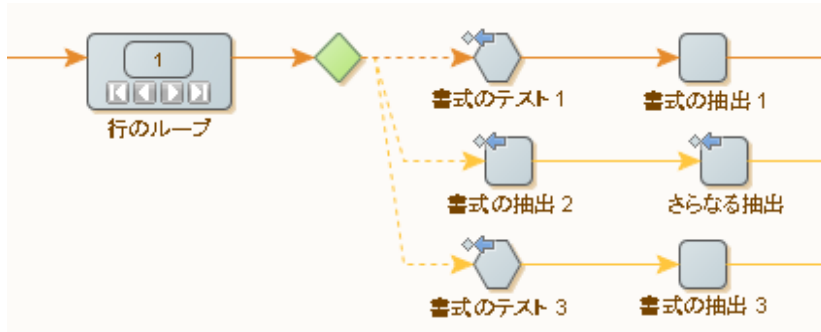 1
行のループ
書式のテスト 1
書式の抽出 1
書式の抽出 2
さらなる抽出
書式のテスト 3
書式の抽出 3